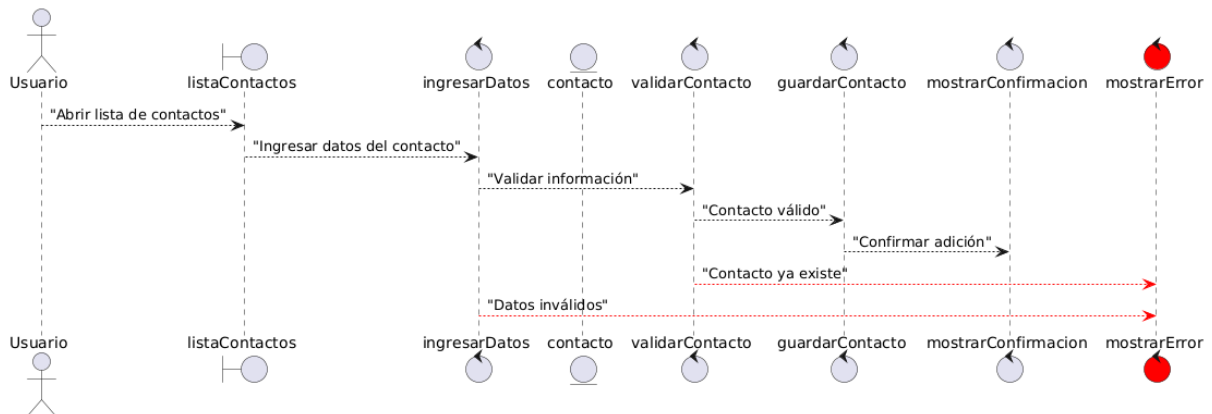 Usuario
listaContactos
ingresarDatos
contacto
validarContacto
guardarContacto
mostrarConfirmacion
mostrarError
"Abrir lista de contactos"
"Ingresar datos del contacto"
"Validar información"
"Contacto válido"
"Confirmar adición"
"Contacto ya existe"
"Datos inválidos"
Usuario
listaContactos
ingresarDatos
contacto
validarContacto
guardarContacto
mostrarConfirmacion
mostrarError